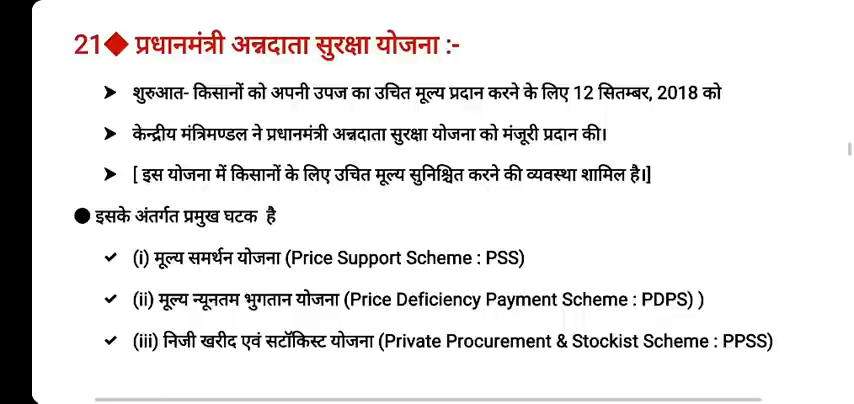 21◆ प्रधानमंत्री अन्नदाता सुरक्षा योजना :-
➤ शुरुआत- किसानों को अपनी उपज का उचित मूल्य प्रदान करने के लिए 12 सितम्बर, 2018 को
➤ केन्द्रीय मंत्रिमण्डल ने प्रधानमंत्री अन्नदाता सुरक्षा योजना को मंजूरी प्रदान की।
➤ [ इस योजना में किसानों के लिए उचित मूल्य सुनिश्चित करने की व्यवस्था शामिल है।]
● इसके अंतर्गत प्रमुख घटक है
✓ (i) मूल्य समर्थन योजना (Price Support Scheme : PSS)
✓ (ii) मूल्य न्यूनतम भुगतान योजना (Price Deficiency Payment Scheme : PDPS) )
✓ (iii) निजी खरीद एवं सटॉकिस्ट योजना (Private Procurement & Stockist Scheme : PPSS)